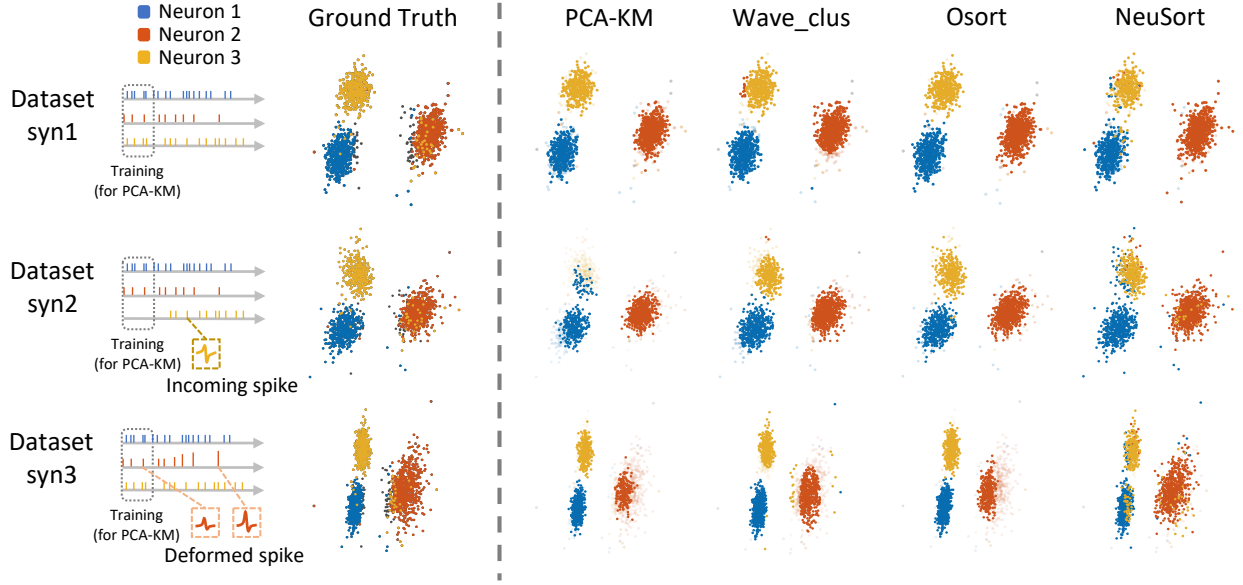 Neuron 1
Neuron 2
Neuron 3
Ground Truth
PCA-KM
Wave_clus
Osort
NeuSort
Dataset
syn1
Training
(for PCA-KM)
Dataset
syn2
Training
(for PCA-KM)
Incoming spike
Dataset
syn3
Training
(for PCA-KM)
Deformed spike